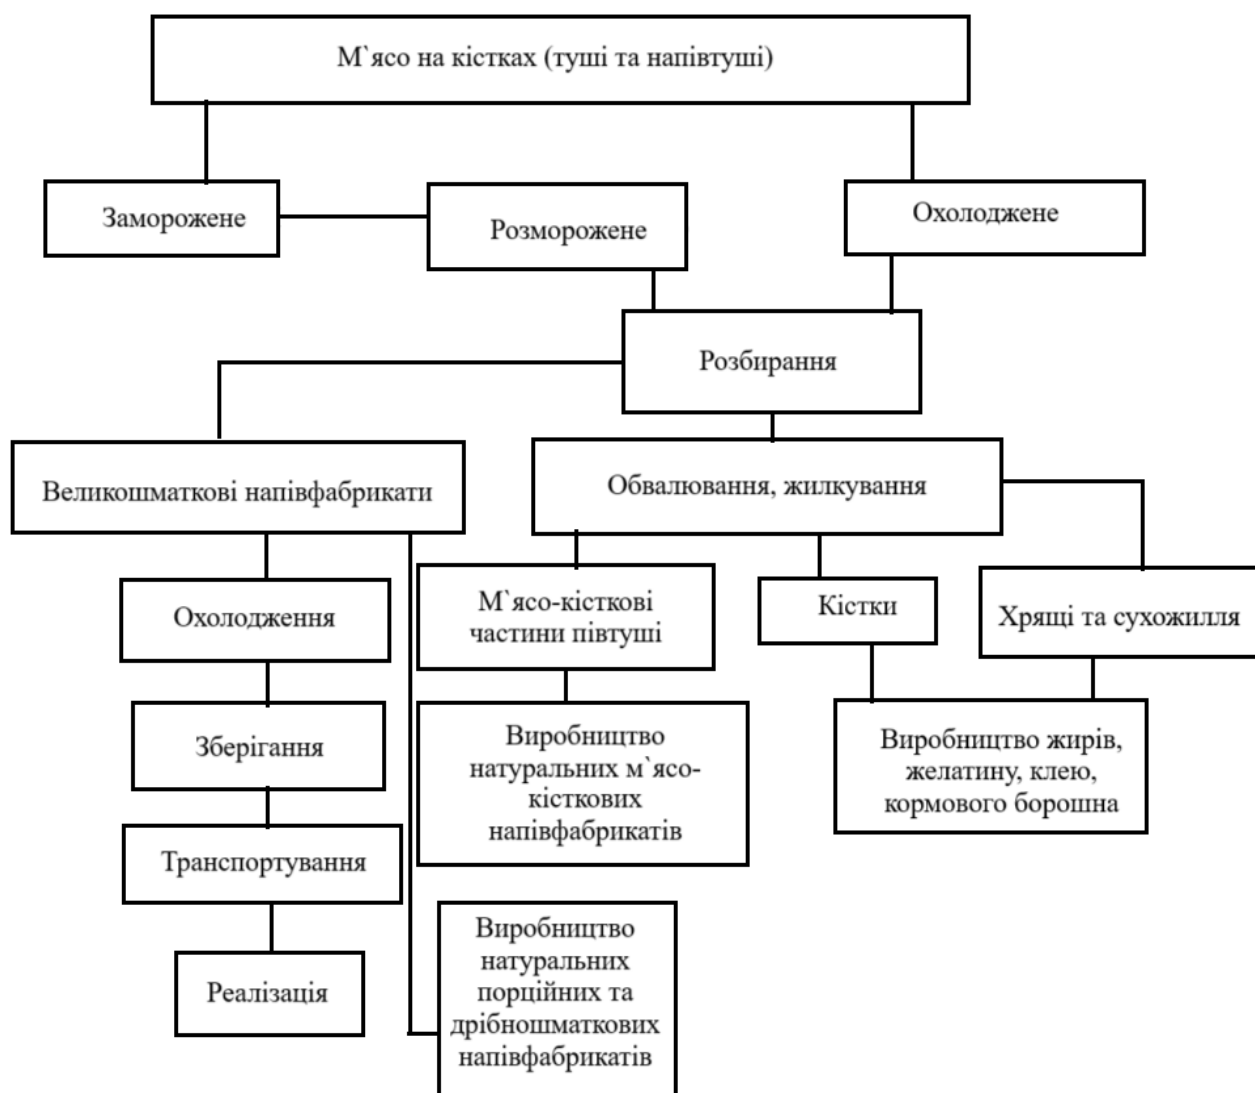 М`ясо на кістках (туші та напівтуші)
Заморожене
Розморожене
Охолоджене
Розбирання
Великошматкові напівфабрикати
Обвалювання, жилкування
Охолодження
М`ясо-кісткові
частини півтуші
Кістки
Хрящі та сухожилля
Зберігання
Виробництво
натуральних м`ясо-
кісткових
напівфабрикатів
Виробництво жирів,
желатину, клею,
кормового борошна
Транспортування
Реалізація
Виробництво
натуральних
порційних та
дрібношматкових
напівфабрикатів